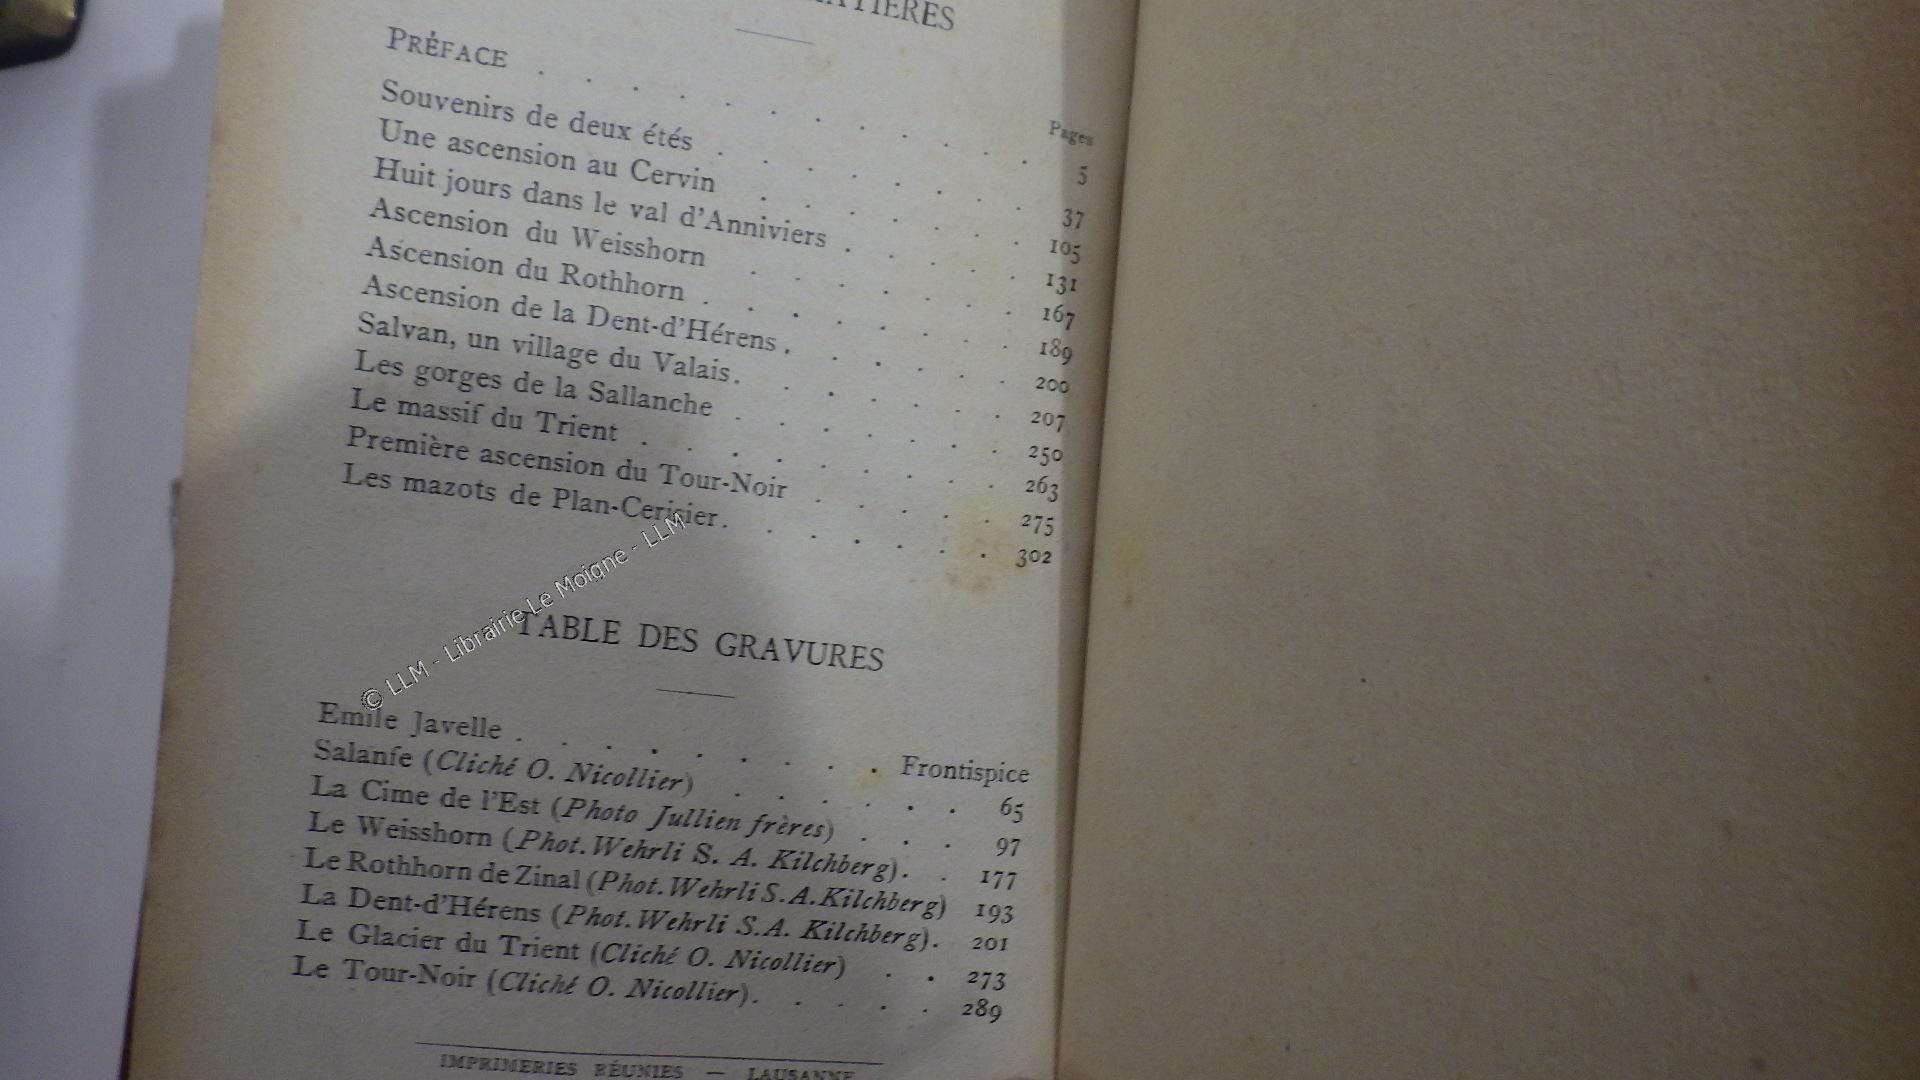 MATIÈRES
Pages
PRÉFACE . . . . . . . . . . . 5
Souvenirs de deux étés . . . . . . . 37
Une ascension au Cervin . . . . . . 105
Huit jours dans le val d'Anniviers . . . . . 131
Ascension du Weisshorn . . . . . . 167
Ascension du Rothhorn . . . . . . . 189
Ascension de la Dent-d'Hérens . . . . . 200
Salvan, un village du Valais . . . . . . 207
Les gorges de la Sallanche . . . . . . 250
Le massif du Trient . . . . . . . . 263
Première ascension du Tour-Noir . . . . . 275
Les mazots de Plan-Cerisier . . . . . . 302
© LLM - Librairie Le Moigne - LLM
TABLE DES GRAVURES
Emile Javelle . . . . . . . . Frontispice
Salanfe (Cliché O. Nicollier) . . . . . . 65
La Cime de l'Est (Photo Jullien frères) . . . 97
Le Weisshorn (Phot. Wehrli S. A. Kilchberg) . . 177
Le Rothhorn de Zinal (Phot. Wehrli S. A. Kilchberg) 193
La Dent-d'Hérens (Phot. Wehrli S.A. Kilchberg) . 201
Le Glacier du Trient (Cliché O. Nicollier) . . 273
Le Tour-Noir (Cliché O. Nicollier) . . . . . 289
IMPRIMERIES RÉUNIES — LAUSANNE